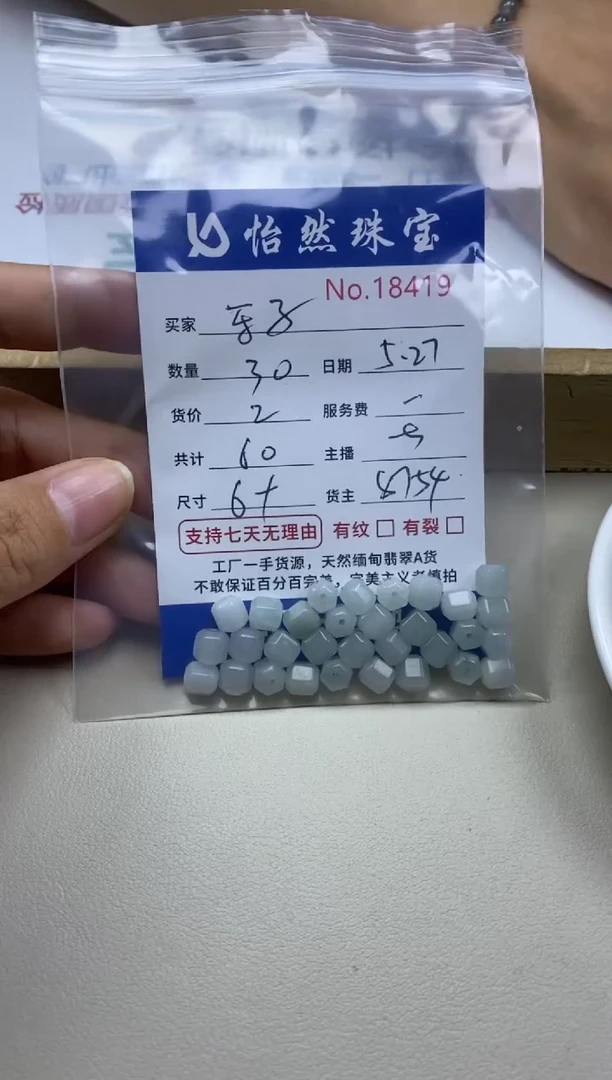 怡然珠宝
No.18419
买家
数量 30 日期 5.27
货价 2 服务费 一
共计 60 主播
尺寸 6+ 货主
支持七天无理由 有纹 有裂
工厂一手货源，天然缅甸翡翠A货
不敢保证百分百完美，完美主义者慎拍